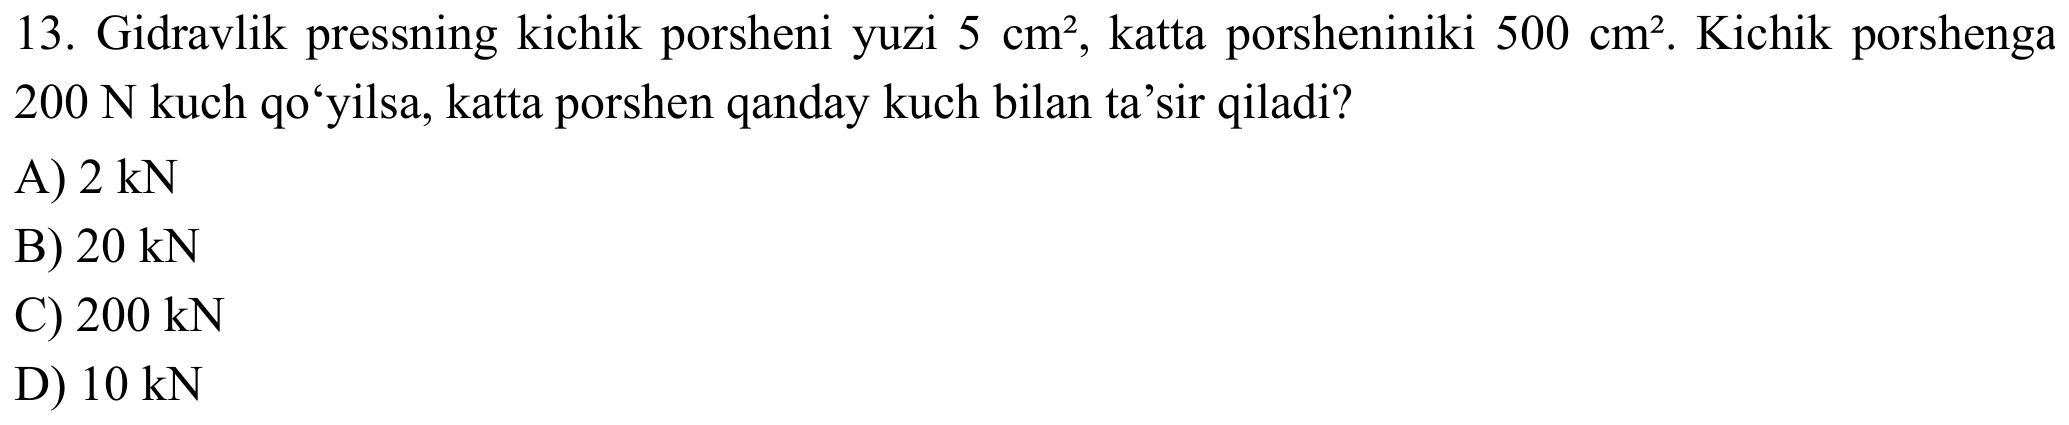 13. Gidravlik pressning kichik porsheni yuzi 5 cm², katta porsheniniki 500 cm². Kichik porshenga
200 N kuch qo‘yilsa, katta porshen qanday kuch bilan ta’sir qiladi?
A) 2 kN
B) 20 kN
C) 200 kN
D) 10 kN